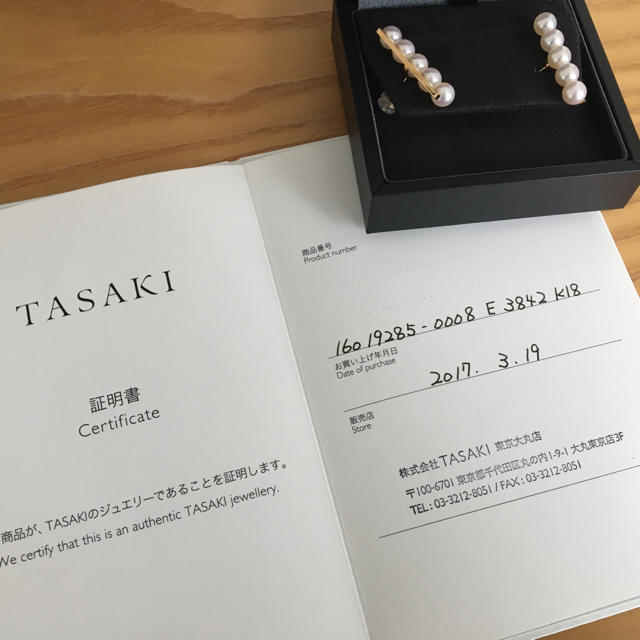 TASAKI
証明書
Certificate
商品が、TASAKIのジュエリーであることを証明します。
We certify that this is an authentic TASAKI jewellery.
商品番号
Product number
16019285-0008 E 3842 K18
お買い上げ年月日
Date of purchase
2017. 3. 19
販売店
Store
株式会社TASAKI 東京大丸店
〒100-6701 東京都千代田区丸の内1-9-1 大丸東京店3F
TEL : 03-3212-8051 / FAX : 03-3212-8051